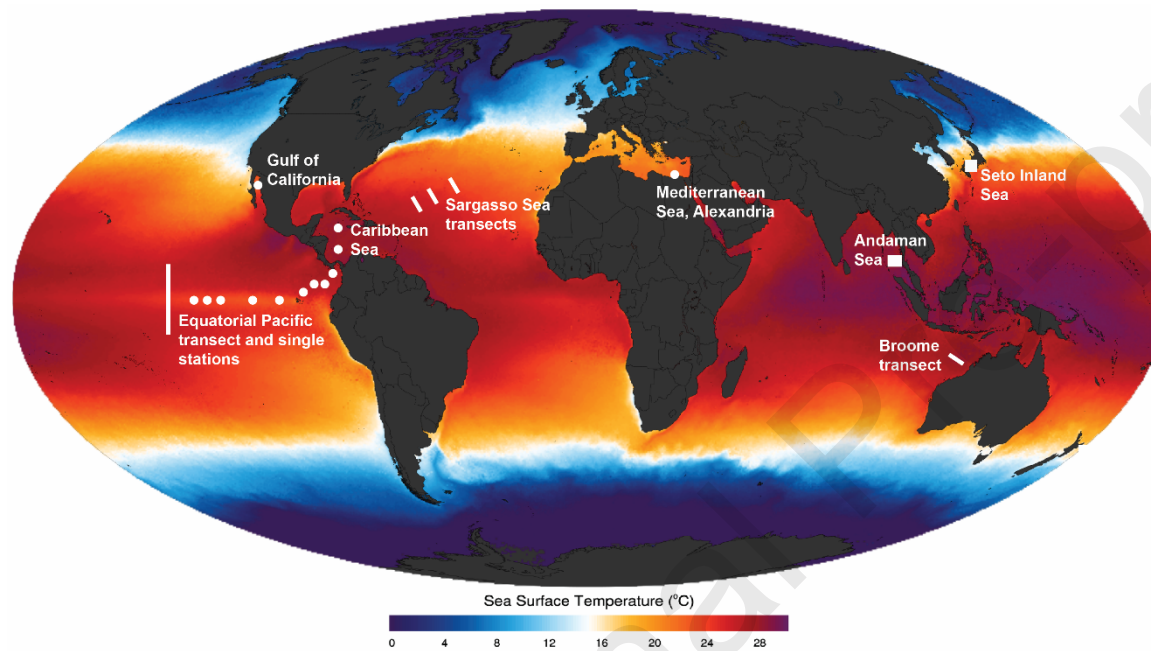 Gulf of
California
Caribbean
Sea
Sargasso Sea
transects
Mediterranean
Sea, Alexandria
Seto Inland
Sea
Andaman
Sea
Equatorial Pacific
transect and single
stations
Broome
transect
Sea Surface Temperature (°C)
0 4 8 12 16 20 24 28